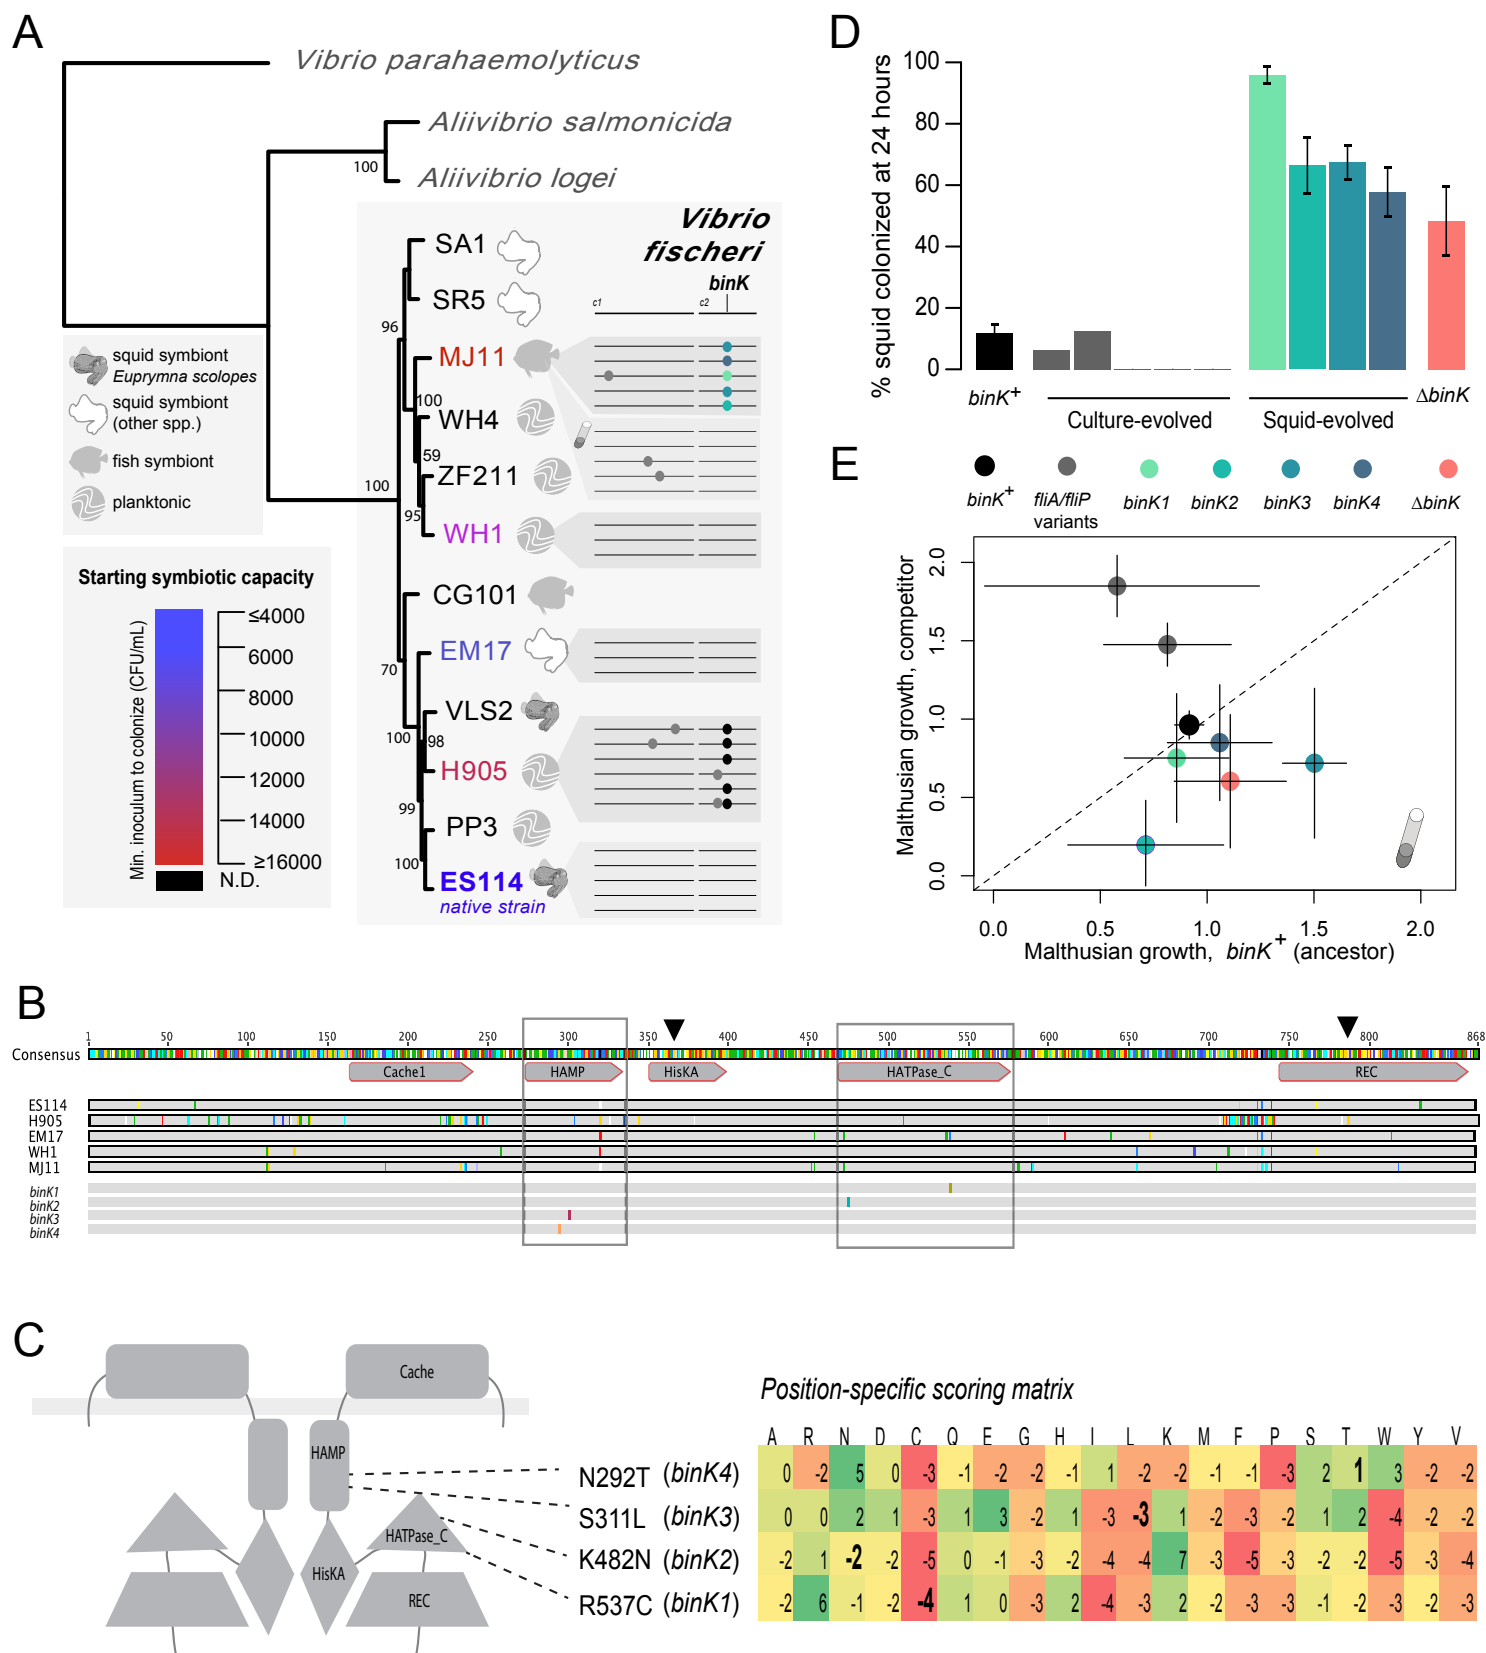 A
Vibrio parahaemolyticus
Aliivibrio salmonicida
100
Aliivibrio logei
Vibrio
fischeri
binK
c1
c2
SA1
SR5
96
MJ11
100
WH4
59
ZF211
100
95
WH1
CG101
EM17
70
VLS2
100
98
H905
99
PP3
100
ES114
native strain
squid symbiont
Euprymna scolopes
squid symbiont
(other spp.)
fish symbiont
planktonic
Starting symbiotic capacity
Min. inoculum to colonize (CFU/mL)
≤4000
6000
8000
10000
12000
14000
≥16000
N.D.
D
% squid colonized at 24 hours
100
80
60
40
20
0
binK+
Culture-evolved
Squid-evolved
ΔbinK
E
binK+
fliA/fliP
variants
binK1
binK2
binK3
binK4
ΔbinK
Malthusian growth, competitor
2.0
1.5
1.0
0.5
0.0
0.0 0.5 1.0 1.5 2.0
Malthusian growth, binK+ (ancestor)
B
1 50 100 150 200 250 300 350 400 450 500 550 600 650 700 750 800 868
Consensus
Cache1 HAMP HisKA HATPase_C REC
ES114
H905
EM17
WH1
MJ11
binK1
binK2
binK3
binK4
C
Cache
HAMP
HATPase_C
HisKA
REC
Position-specific scoring matrix
A R N D C Q E G H I L K M F P S T W Y V
N292T (binK4) 0 -2 5 0 -3 -1 -2 -2 -1 1 -2 -2 -1 -1 -3 2 1 3 -2 -2
S311L (binK3) 0 0 2 1 -3 1 3 -2 1 -3 -3 1 -2 -3 -2 1 2 -4 -2 -2
K482N (binK2) -2 1 -2 -2 -5 0 -1 -3 -2 -4 -4 7 -3 -5 -3 -2 -2 -5 -3 -4
R537C (binK1) -2 6 -1 -2 -4 1 0 -3 2 -4 -3 2 -2 -3 -3 -1 -2 -3 -2 -3